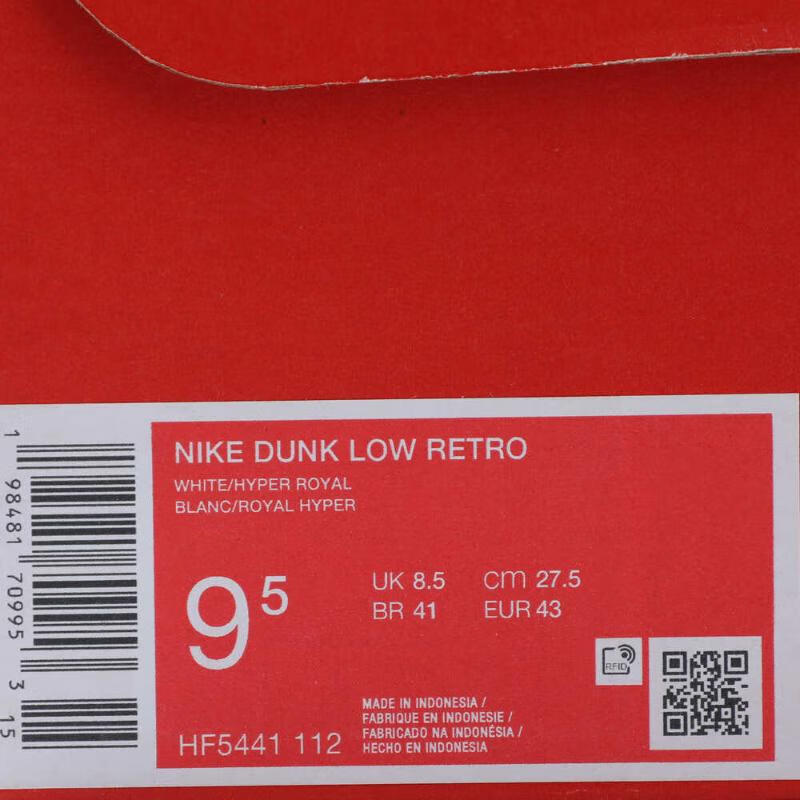 NIKE DUNK LOW RETRO
WHITE/HYPER ROYAL
BLANC/ROYAL HYPER
9 5
UK 8.5 cm 27.5
BR 41 EUR 43
RFID
HF5441 112
MADE IN INDONESIA /
FABRIQUE EN INDONESIE /
FABRICADO NA INDONÉSIA /
HECHO EN INDONESIA
1 98481 70995 3 15